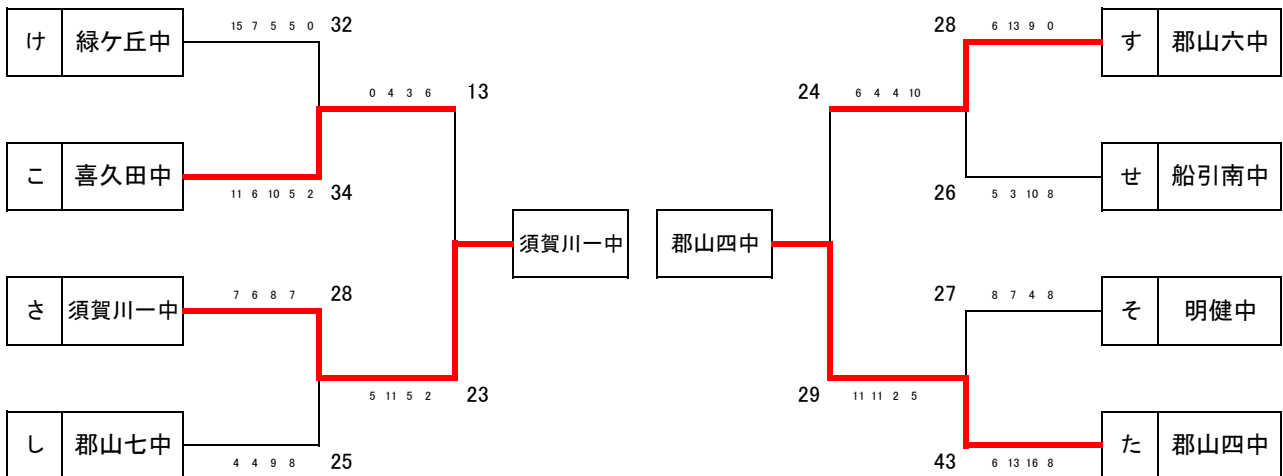 け 緑ケ丘中 15 7 5 5 0 32
こ 喜久田中 11 6 10 5 2 34
0 4 3 6 13
さ 須賀川一中 7 6 8 7 28
し 郡山七中 4 4 9 8 25
5 11 5 2 23
須賀川一中
郡山四中
28 6 13 9 0 す 郡山六中
24 6 4 4 10
26 5 3 10 8 せ 船引南中
27 8 7 4 8 そ 明健中
29 11 11 2 5
43 6 13 16 8 た 郡山四中